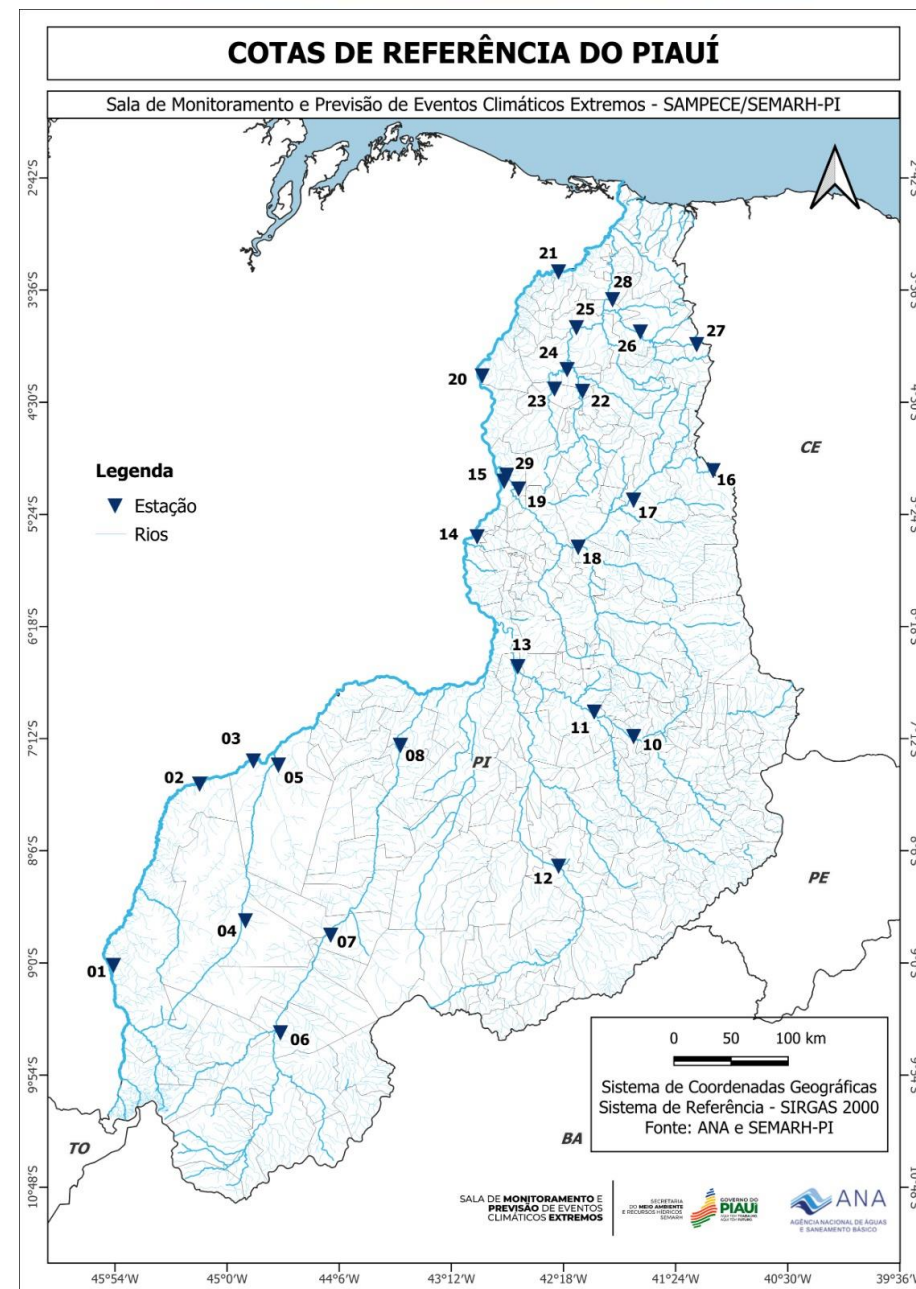 COTAS DE REFERÊNCIA DO PIAUÍ
Sala de Monitoramento e Previsão de Eventos Climáticos Extremos - SAMPECE/SEMARH-PI
2°42'S
3°36'S
4°30'S
5°24'S
6°18'S
7°12'S
8°6'S
9°0'S
9°54'S
10°48'S
21
28
25
26
27
24
20
23
22
CE
Legenda
Estação
Rios
29
15
16
19
17
14
18
13
11
10
03
08
PI
02
05
12
PE
04
07
01
06
0 50 100 km
Sistema de Coordenadas Geográficas
Sistema de Referência - SIRGAS 2000
Fonte: ANA e SEMARH-PI
TO
BA
SALA DE MONITORAMENTO E
PREVISÃO DE EVENTOS
CLIMÁTICOS EXTREMOS
SECRETARIA
DO MEIO AMBIENTE
E RECURSOS HÍDRICOS
SEMARH
GOVERNO DO
PIAUÍ
AQUI TEM TRABALHO
AQUI TEM FUTURO
ANA
AGÊNCIA NACIONAL DE ÁGUAS
E SANEAMENTO BÁSICO
45°54'W 45°0'W 44°6'W 43°12'W 42°18'W 41°24'W 40°30'W 39°36'W